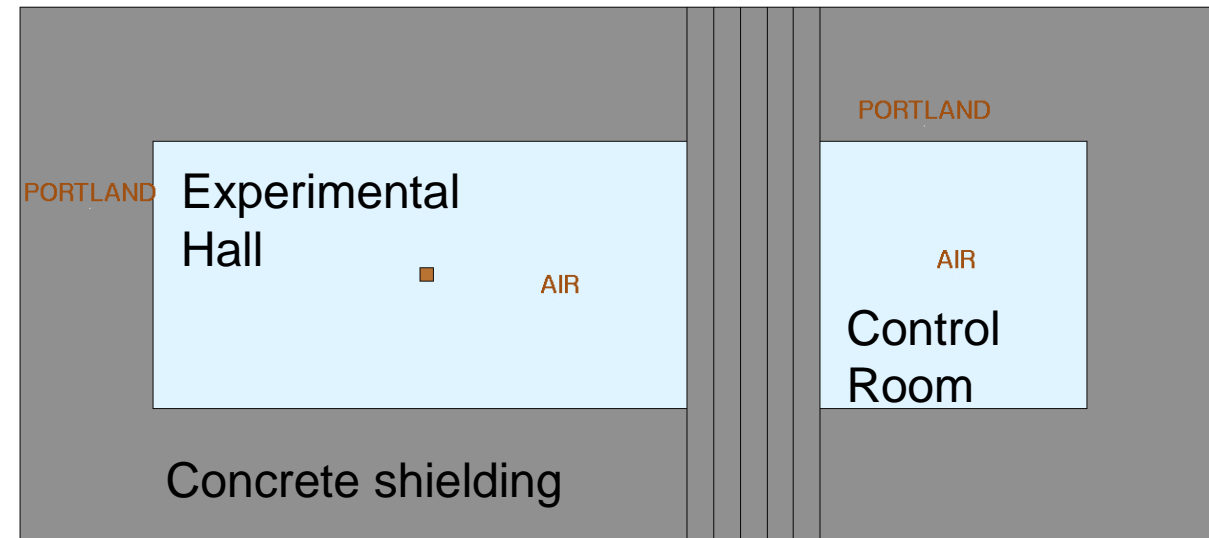 PORTLAND
PORTLAND
Experimental
Hall
AIR
AIR
Control
Room
Concrete shielding